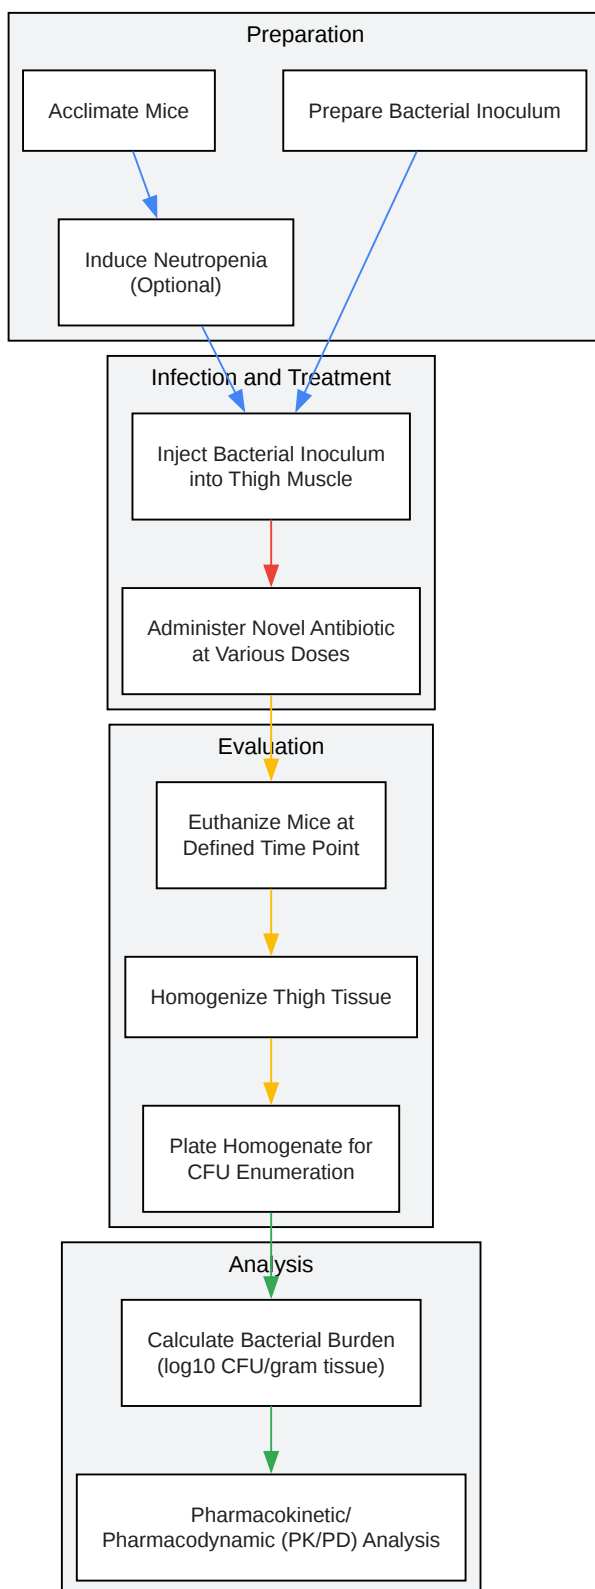 Preparation
Acclimate Mice
Prepare Bacterial Inoculum
Induce Neutropenia
(Optional)
Infection and Treatment
Inject Bacterial Inoculum
into Thigh Muscle
Administer Novel Antibiotic
at Various Doses
Evaluation
Euthanize Mice at
Defined Time Point
Homogenize Thigh Tissue
Plate Homogenate for
CFU Enumeration
Analysis
Calculate Bacterial Burden
(log10 CFU/gram tissue)
Pharmacokinetic/
Pharmacodynamic (PK/PD) Analysis